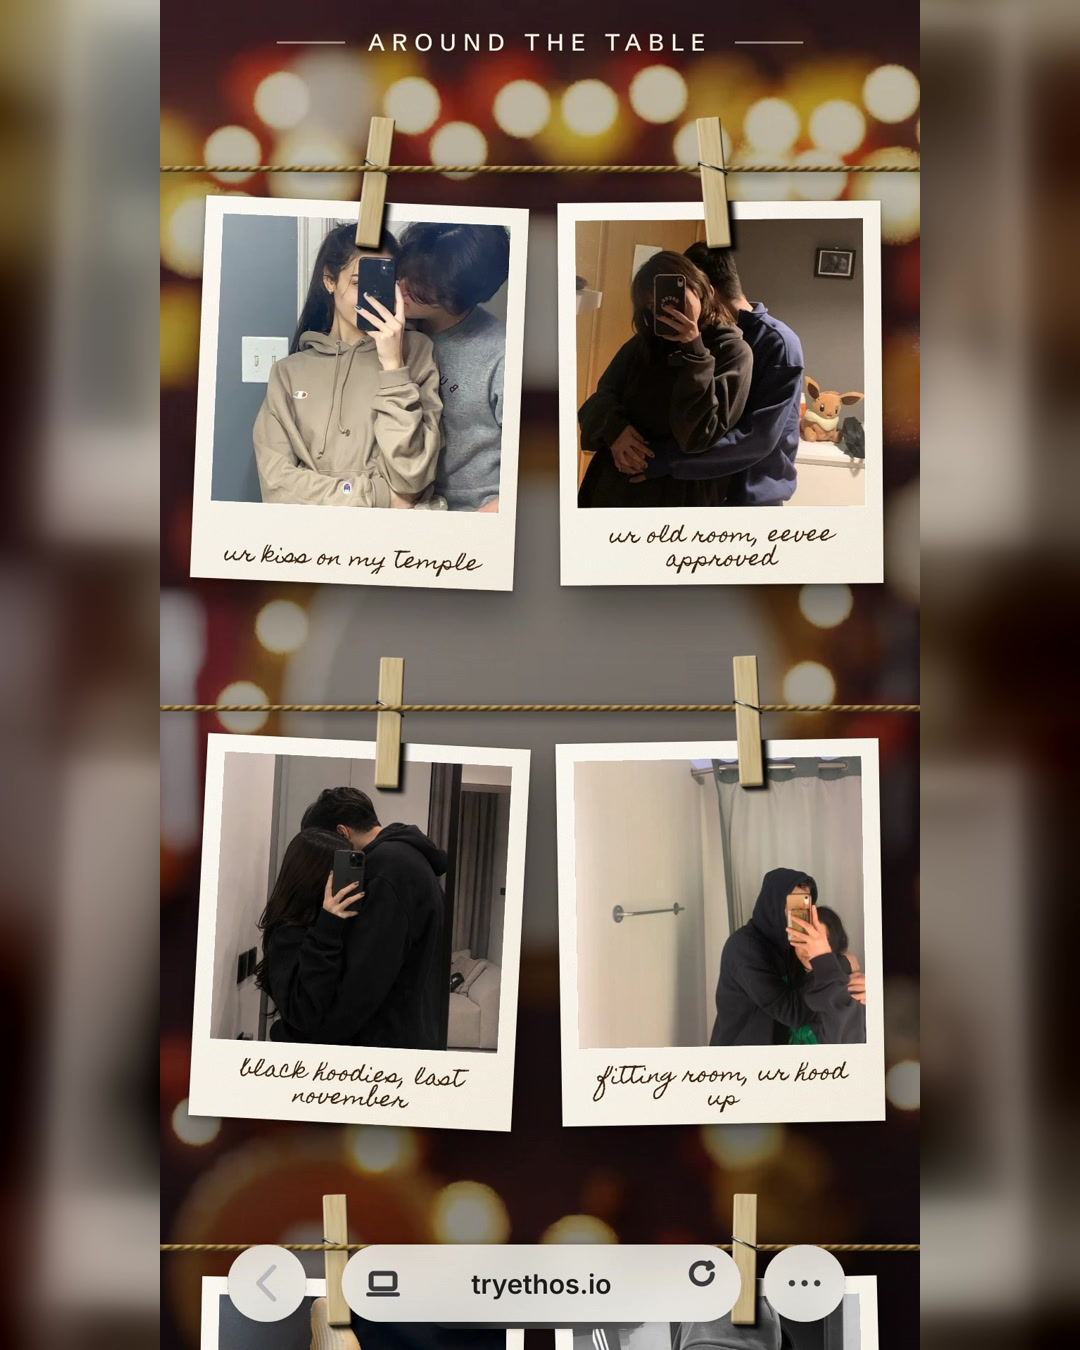 AROUND THE TABLE
ur kiss on my temple
ur old room, eevee
approved
black hoodies, last
november
fitting room, ur hood
up
tryethos.io